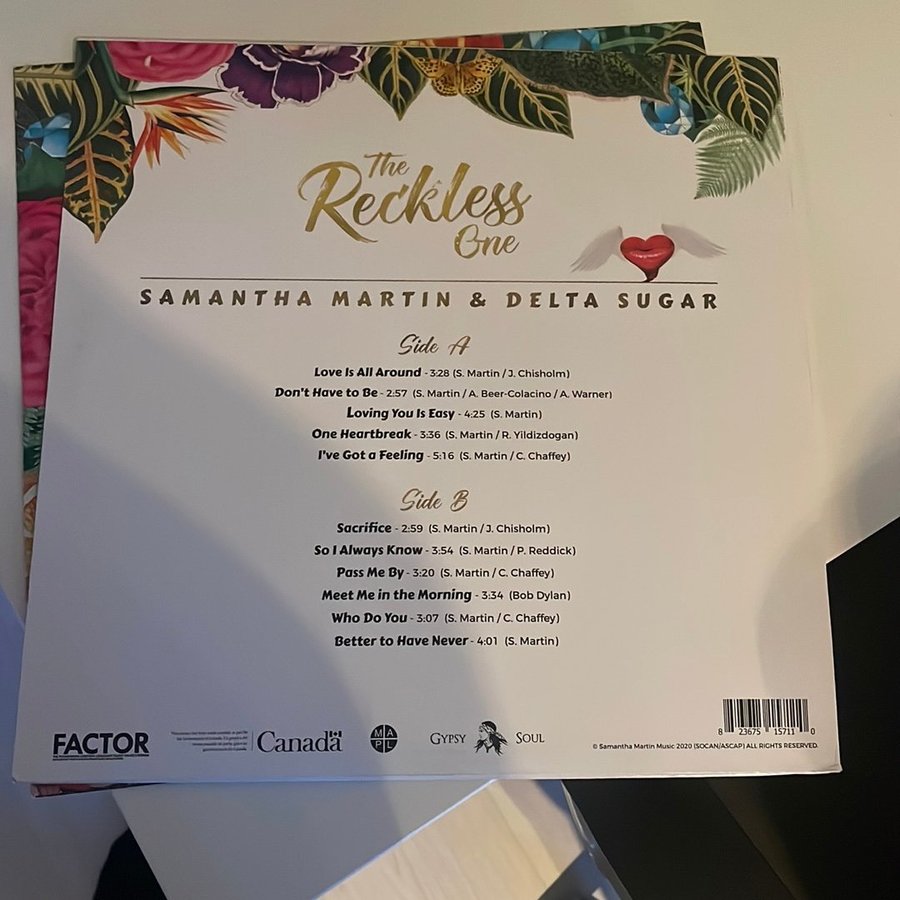 The
Reckless
One
SAMANTHA MARTIN & DELTA SUGAR
Side A
Love Is All Around - 3:28 (S. Martin / J. Chisholm)
Don't Have to Be - 2:57 (S. Martin / A. Beer-Colacino / A. Warner)
Loving You Is Easy - 4:25 (S. Martin)
One Heartbreak - 3:36 (S. Martin / R. Yildizdogan)
I've Got a Feeling - 5:16 (S. Martin / C. Chaffey)
Side B
Sacrifice - 2:59 (S. Martin / J. Chisholm)
So I Always Know - 3:54 (S. Martin / P. Reddick)
Pass Me By - 3:20 (S. Martin / C. Chaffey)
Meet Me in the Morning - 3:34 (Bob Dylan)
Who Do You - 3:07 (S. Martin / C. Chaffey)
Better to Have Never - 4:01 (S. Martin)
FACTOR
Canada
MAPL
GYPSY SOUL
8 23675 15711 0
© Samantha Martin Music 2020 (SOCAN/ASCAP) ALL RIGHTS RESERVED.